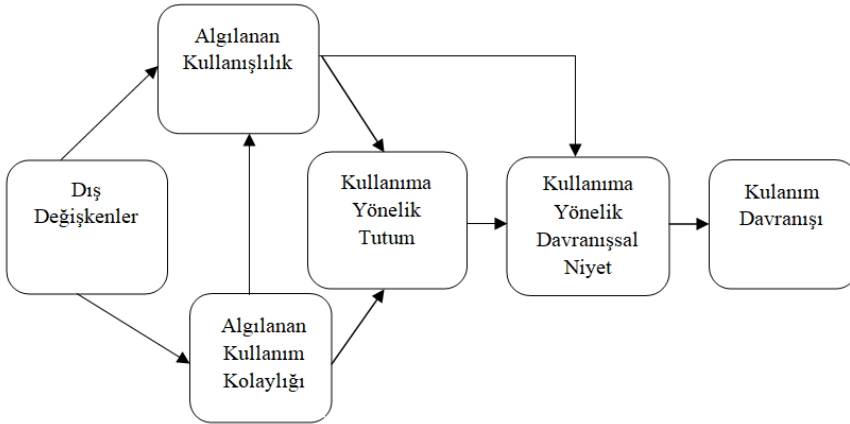 Algılanan
Kullanışlılık
Dış
Değişkenler
Kullanıma
Yönelik
Tutum
Kullanıma
Yönelik
Davranışsal
Niyet
Kulanım
Davranışı
Algılanan
Kullanım
Kolaylığı